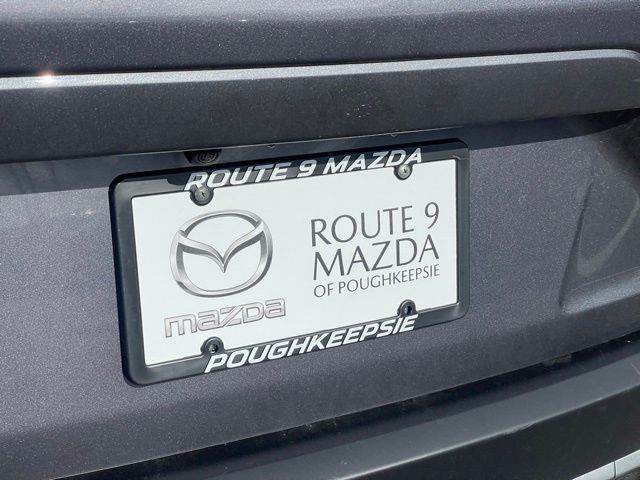 ROUTE 9 MAZDA
ROUTE 9
MAZDA
OF POUGHKEEPSIE
mazda
POUGHKEEPSIE